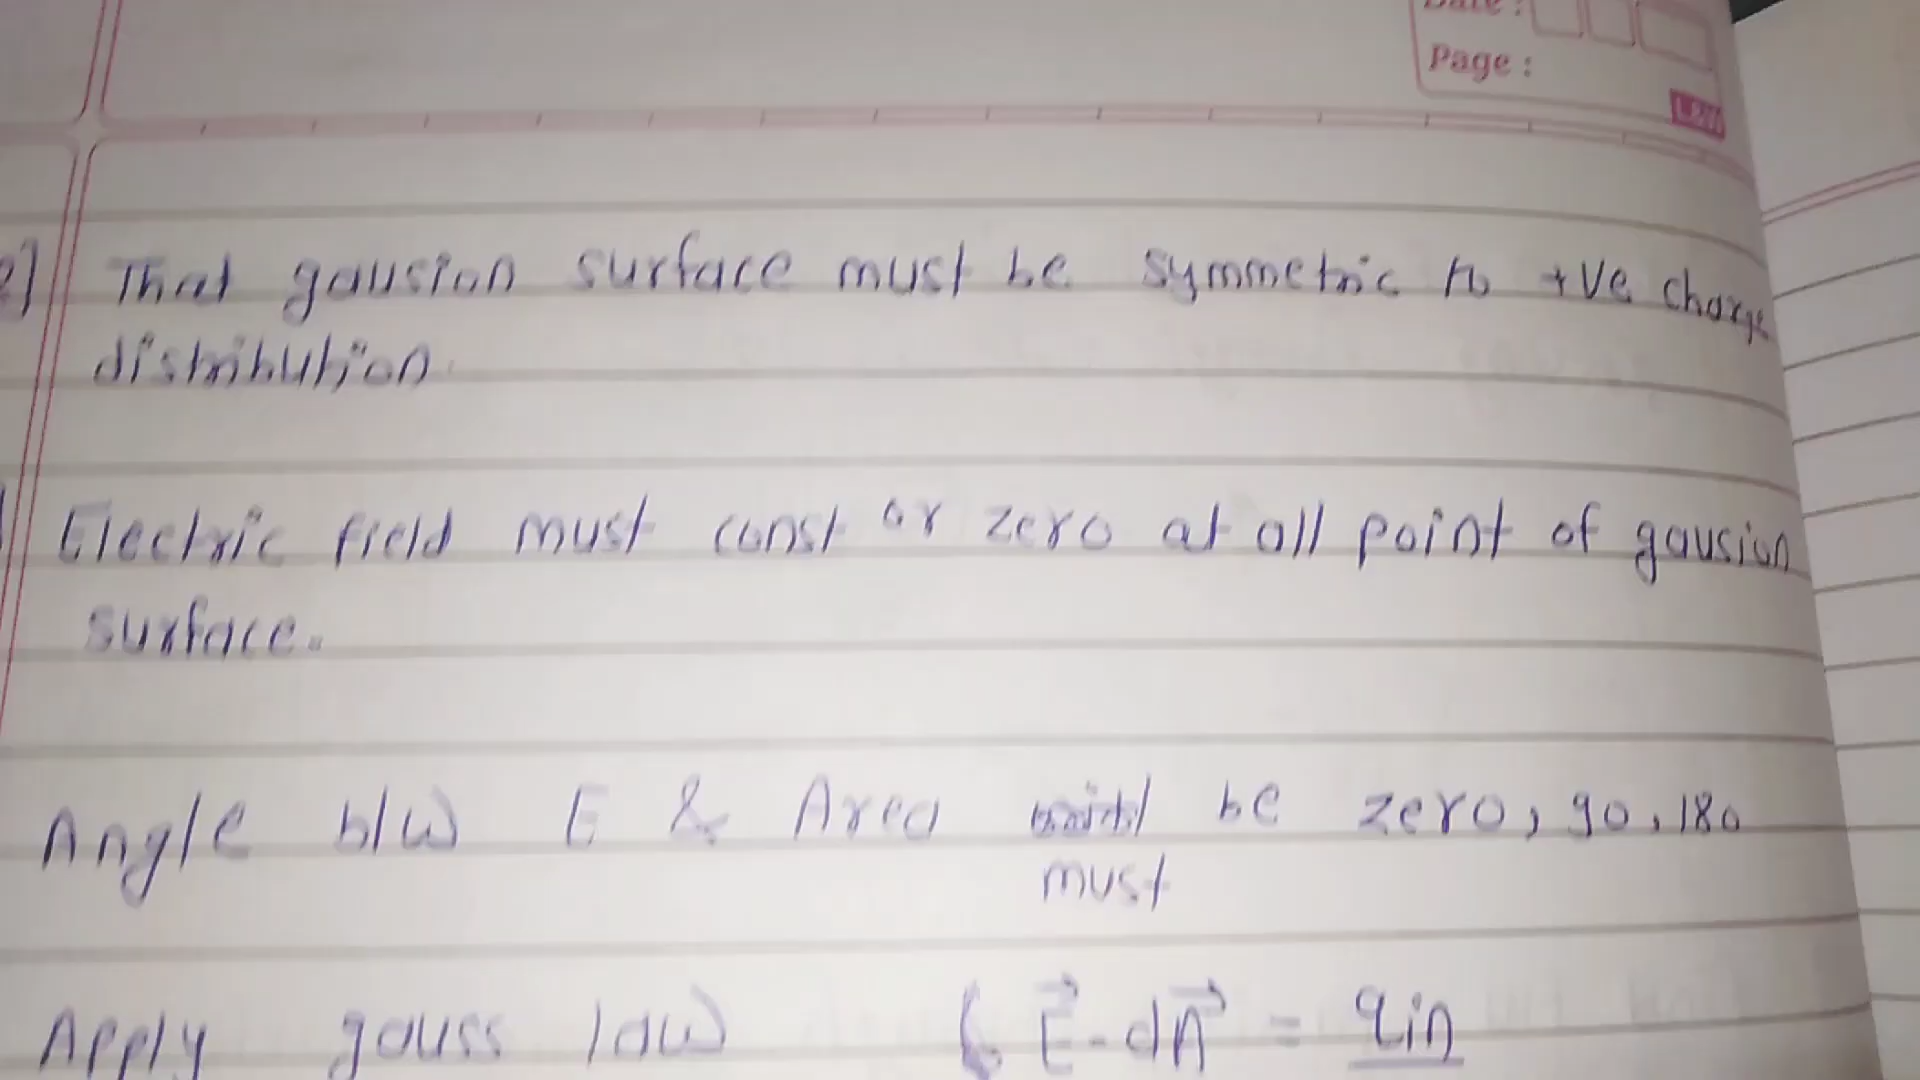 Date :
Page :
2] That gausian surface must be symmetric to +ve charge
distribution.
Electric field must const or zero at all point of gausian
surface.
Angle b/w E & Area be zero, 90, 180
must
Apply gauss law ∮ E⃗ - dA⃗ = qin